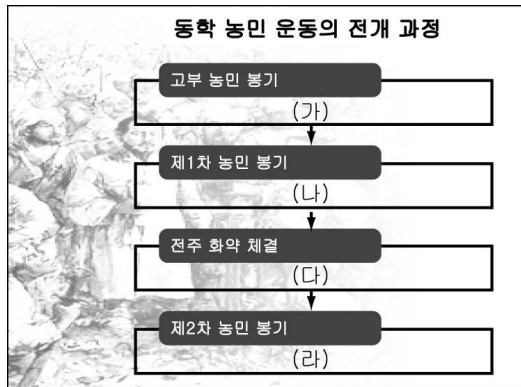 동학 농민 운동의 전개 과정
고부 농민 봉기
(가)
제1차 농민 봉기
(나)
전주 화약 체결
(다)
제2차 농민 봉기
(라)